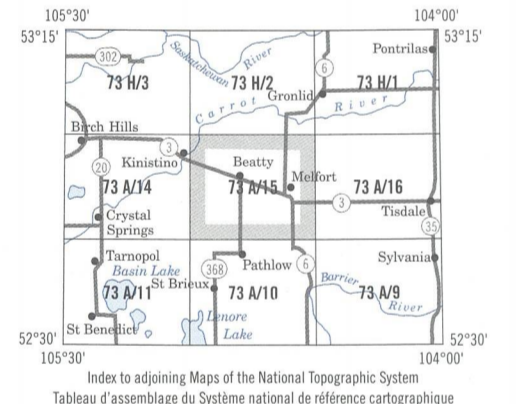 105°30' 104°00'
53°15' 53°15'
302
Saskatchewan River
Pontrilas
73 H/3 73 H/2 6 73 H/1
Gronlid
Carrot River
Birch Hills
3
Kinistino Beatty
20
73 A/14 73 A/15 Melfort 73 A/16
3
Tisdale
Crystal
Springs
35
Tarnopol Pathlow 6 Sylvania
Basin Lake 368 Barrier River
73 A/11 St Brieux 73 A/10 73 A/9
Lenore
Lake
St Benedict
52°30' 52°30'
105°30' 104°00'
Index to adjoining Maps of the National Topographic System
Tableau d'assemblage du Système national de référence cartographique